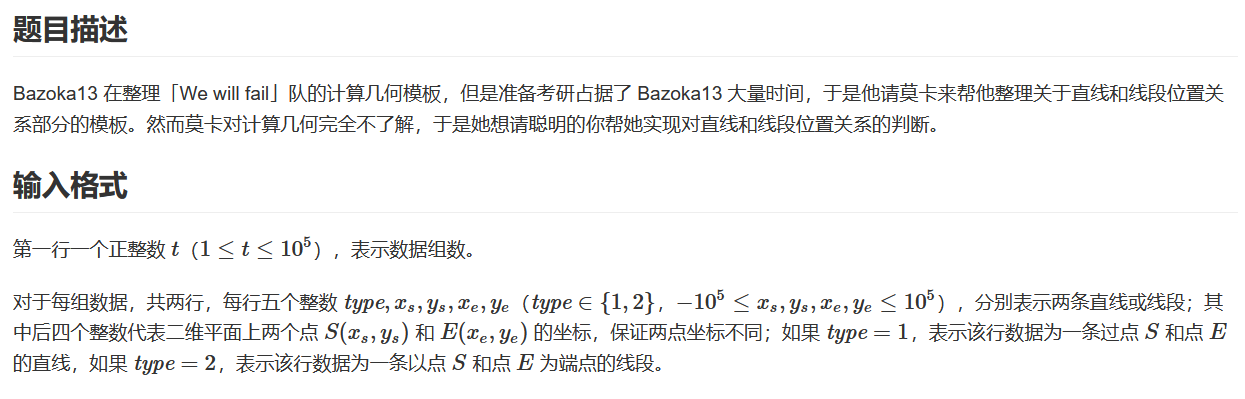 题目描述
Bazoka13 在整理「We will fail」队的计算几何模板，但是准备考研占据了 Bazoka13 大量时间，于是他请莫卡来帮他整理关于直线和线段位置关
系部分的模板。然而莫卡对计算几何完全不了解，于是她想请聪明的你帮她实现对直线和线段位置关系的判断。
输入格式
第一行一个正整数 t（1 ≤ t ≤ 10⁵），表示数据组数。
对于每组数据，共两行，每行五个整数 type, xₛ, yₛ, xₑ, yₑ（type ∈ {1, 2}，−10⁵ ≤ xₛ, yₛ, xₑ, yₑ ≤ 10⁵），分别表示两条直线或线段；其
中后四个整数代表二维平面上两个点 S(xₛ, yₛ) 和 E(xₑ, yₑ) 的坐标，保证两点坐标不同；如果 type = 1，表示该行数据为一条过点 S 和点 E
的直线，如果 type = 2，表示该行数据为一条以点 S 和点 E 为端点的线段。